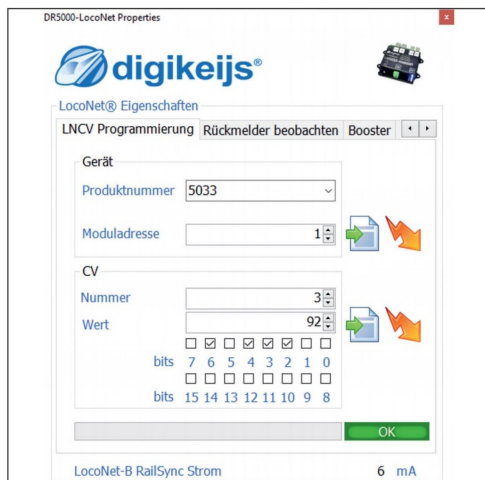 DR5000-LocoNet Properties
x
digikeijs®
LocoNet® Eigenschaften
LNCV Programmierung Rückmelder beobachten Booster
Gerät
Produktnummer 5033
Moduladresse 1
CV
Nummer 3
Wert 92
bits 7 6 5 4 3 2 1 0
bits 15 14 13 12 11 10 9 8
OK
LocoNet-B RailSync Strom 6 mA